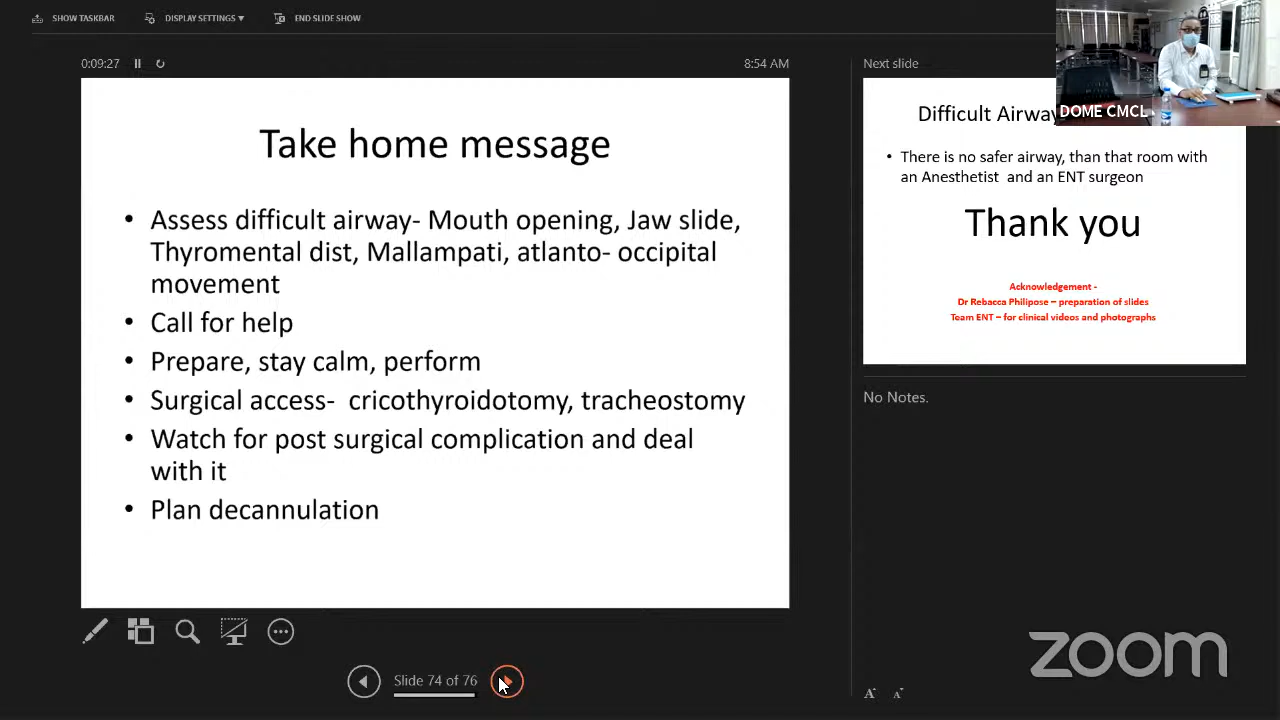 SHOW TASKBAR
DISPLAY SETTINGS ▾
END SLIDE SHOW
0:09:27
8:54 AM
Take home message
• Assess difficult airway- Mouth opening, Jaw slide,
Thyromental dist, Mallampati, atlanto- occipital
movement
• Call for help
• Prepare, stay calm, perform
• Surgical access-  cricothyroidotomy, tracheostomy
• Watch for post surgical complication and deal
with it
• Plan decannulation
Slide 74 of 76
Next slide
DOME CMCL
Difficult Airway
• There is no safer airway, than that room with
an Anesthetist  and an ENT surgeon
Thank you
Acknowledgement -
Dr Rebacca Philipose – preparation of slides
Team ENT – for clinical videos and photographs
No Notes.
A A
zoom